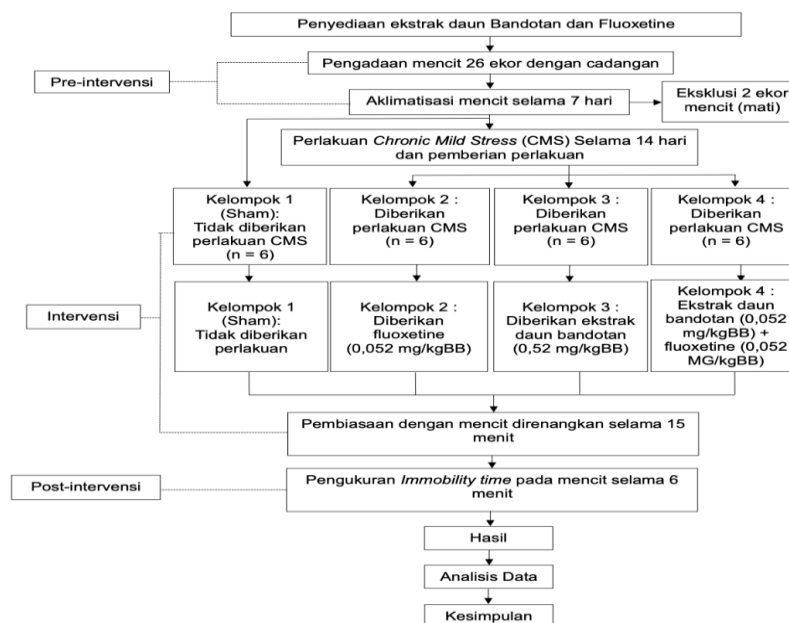 Penyediaan ekstrak daun Bandotan dan Fluoxetine
Pengadaan mencit 26 ekor dengan cadangan
Pre-intervensi
Aklimatisasi mencit selama 7 hari
Eksklusi 2 ekor
mencit (mati)
Perlakuan Chronic Mild Stress (CMS) Selama 14 hari
dan pemberian perlakuan
Kelompok 1
(Sham):
Tidak diberikan
perlakuan CMS
(n = 6)
Kelompok 2 :
Diberikan
perlakuan CMS
(n = 6)
Kelompok 3 :
Diberikan
perlakuan CMS
(n = 6)
Kelompok 4 :
Diberikan
perlakuan CMS
(n = 6)
Intervensi
Kelompok 1
(Sham):
Tidak diberikan
perlakuan
Kelompok 2 :
Diberikan
fluoxetine
(0,052 mg/kgBB)
Kelompok 3 :
Diberikan ekstrak
daun bandotan
(0,52 mg/kgBB)
Kelompok 4 :
Ekstrak daun
bandotan (0,052
mg/kgBB) +
fluoxetine (0,052
MG/kgBB)
Pembiasaan dengan mencit direnangkan selama 15
menit
Post-intervensi
Pengukuran Immobility time pada mencit selama 6
menit
Hasil
Analisis Data
Kesimpulan